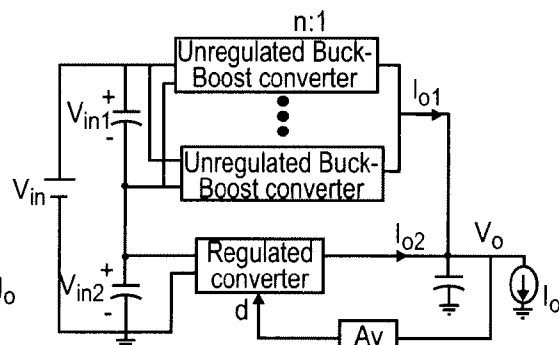 n:1
Unregulated Buck-
Boost converter
+
Vin1
-
Io1
Unregulated Buck-
Boost converter
Vin
+
Vin2
-
Regulated
converter
Io2
Vo
Io
d
Av